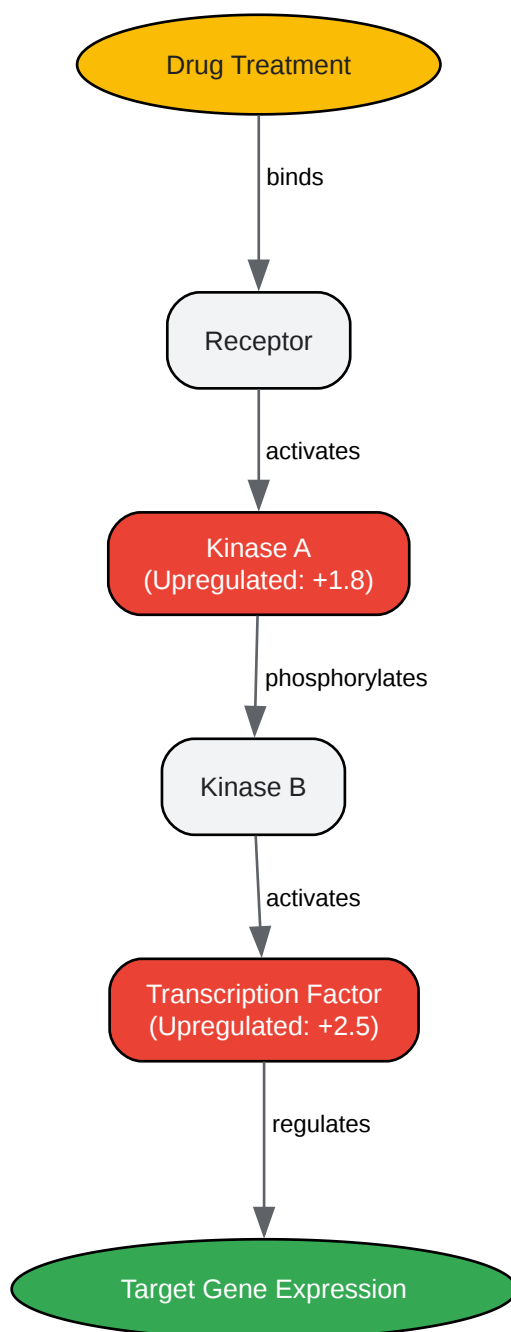 Drug Treatment
binds
Receptor
activates
Kinase A
(Upregulated: +1.8)
phosphorylates
Kinase B
activates
Transcription Factor
(Upregulated: +2.5)
regulates
Target Gene Expression